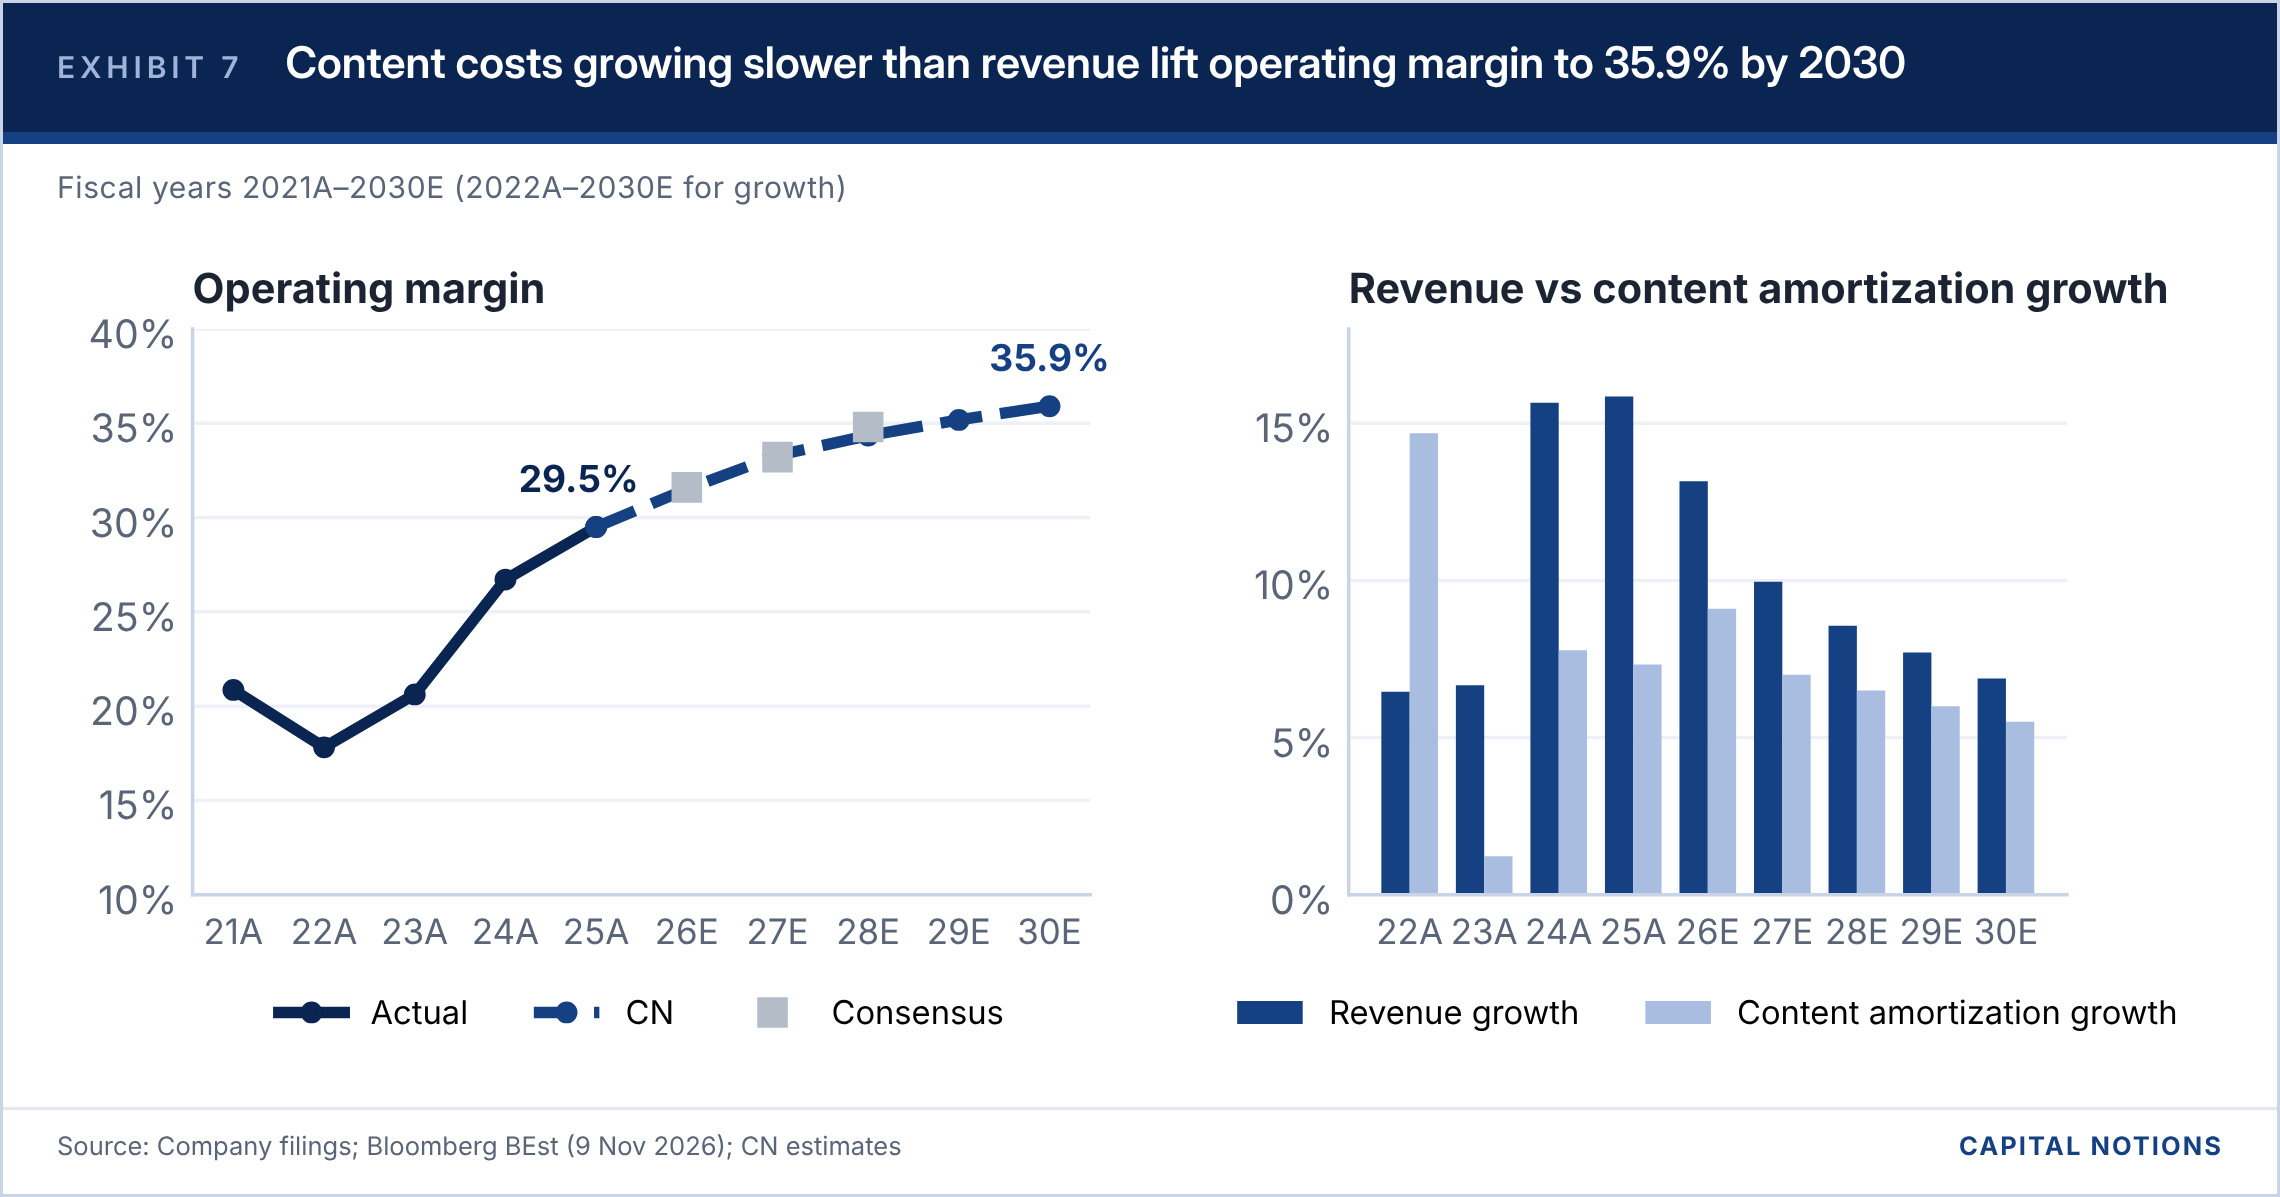 EXHIBIT 7 Content costs growing slower than revenue lift operating margin to 35.9% by 2030
Fiscal years 2021A–2030E (2022A–2030E for growth)
Operating margin
40%
35%
30%
25%
20%
15%
10%
29.5%
35.9%
21A 22A 23A 24A 25A 26E 27E 28E 29E 30E
Actual CN Consensus
Revenue vs content amortization growth
15%
10%
5%
0%
22A 23A 24A 25A 26E 27E 28E 29E 30E
Revenue growth Content amortization growth
Source: Company filings; Bloomberg BEst (9 Nov 2026); CN estimates
CAPITAL NOTIONS